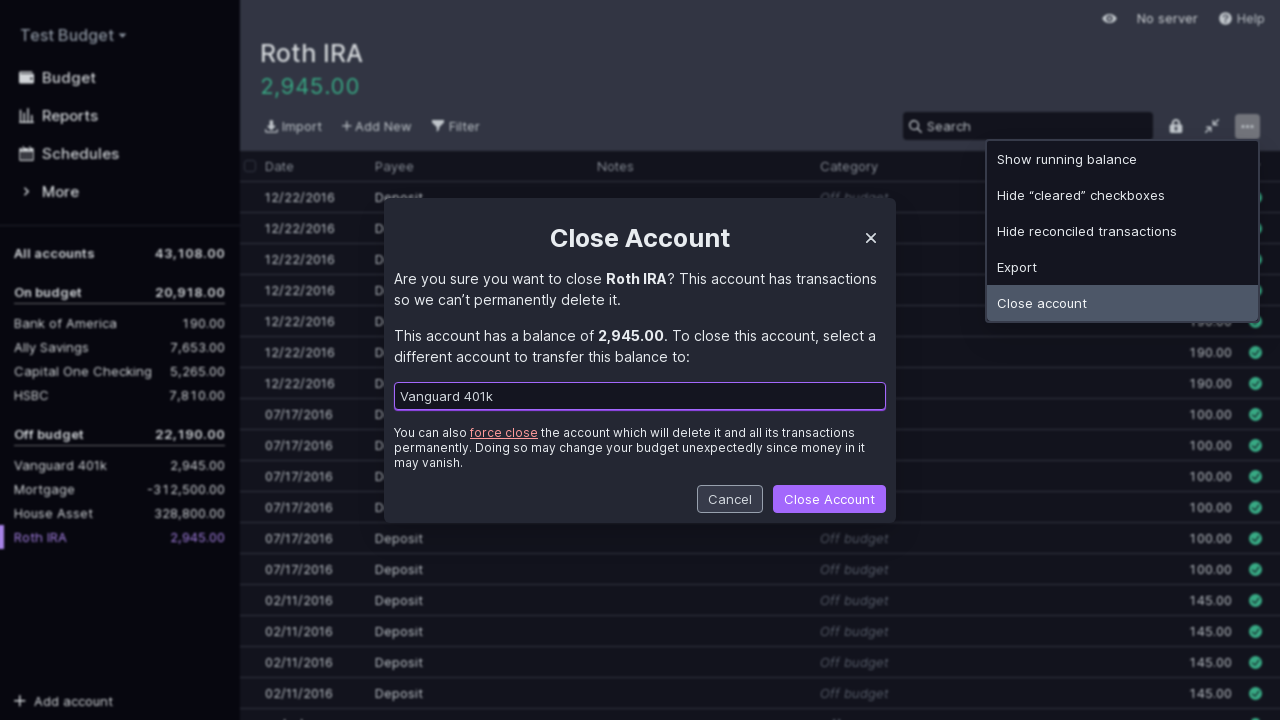 Test Budget
Budget
Reports
Schedules
More
All accounts 43,108.00
On budget 20,918.00
Bank of America 190.00
Ally Savings 7,653.00
Capital One Checking 5,265.00
HSBC 7,810.00
Off budget 22,190.00
Vanguard 401k 2,945.00
Mortgage -312,500.00
House Asset 328,800.00
Roth IRA 2,945.00
Add account
No server Help
Roth IRA
2,945.00
Import Add New Filter Search
Date Payee Notes Category
12/22/2016 Deposit Off budget
12/22/2016
12/22/2016
12/22/2016
12/22/2016 190.00
12/22/2016 190.00
12/22/2016 190.00
07/17/2016 100.00
07/17/2016 100.00
07/17/2016 100.00
07/17/2016 100.00
07/17/2016 Deposit Off budget 100.00
07/17/2016 Deposit Off budget 100.00
02/11/2016 Deposit Off budget 145.00
02/11/2016 Deposit Off budget 145.00
02/11/2016 Deposit Off budget 145.00
02/11/2016 Deposit Off budget 145.00
Show running balance
Hide “cleared” checkboxes
Hide reconciled transactions
Export
Close account
Close Account
Are you sure you want to close Roth IRA? This account has transactions
so we can’t permanently delete it.
This account has a balance of 2,945.00. To close this account, select a
different account to transfer this balance to:
Vanguard 401k
You can also force close the account which will delete it and all its transactions
permanently. Doing so may change your budget unexpectedly since money in it
may vanish.
Cancel Close Account